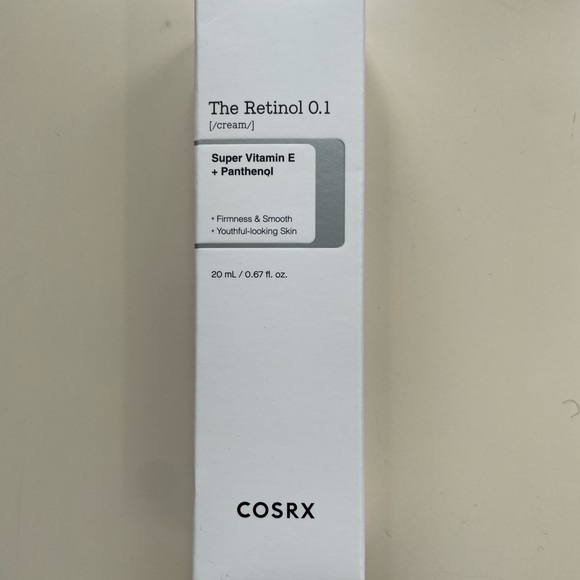 The Retinol 0.1
[/cream/]
Super Vitamin E
+ Panthenol
+ Firmness & Smooth
+ Youthful-looking Skin
20 mL / 0.67 fl. oz.
COSRX